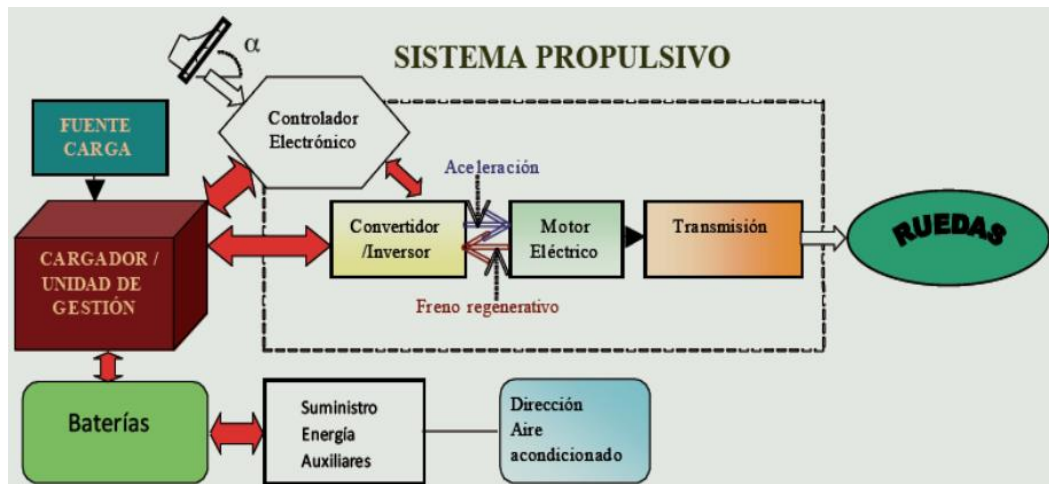 SISTEMA PROPULSIVO
α
Controlador
Electrónico
FUENTE
CARGA
Aceleración
Convertidor
/Inversor
Motor
Eléctrico
Transmisión
RUEDAS
CARGADOR /
UNIDAD DE
GESTIÓN
Freno regenerativo
Baterías
Suministro
Energía
Auxiliares
Dirección
Aire
acondicionado